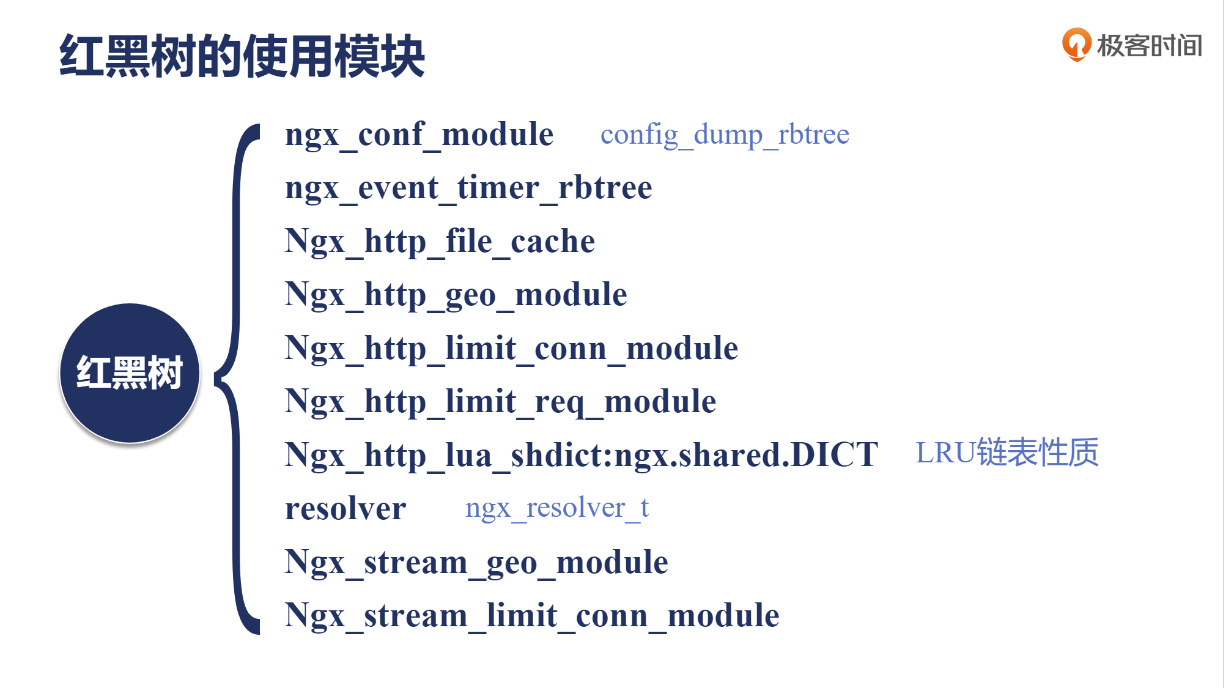 红黑树的使用模块
极客时间
ngx_conf_module config_dump_rbtree
ngx_event_timer_rbtree
Ngx_http_file_cache
Ngx_http_geo_module
Ngx_http_limit_conn_module
红黑树
Ngx_http_limit_req_module
Ngx_http_lua_shdict:ngx.shared.DICT LRU链表性质
resolver ngx_resolver_t
Ngx_stream_geo_module
Ngx_stream_limit_conn_module